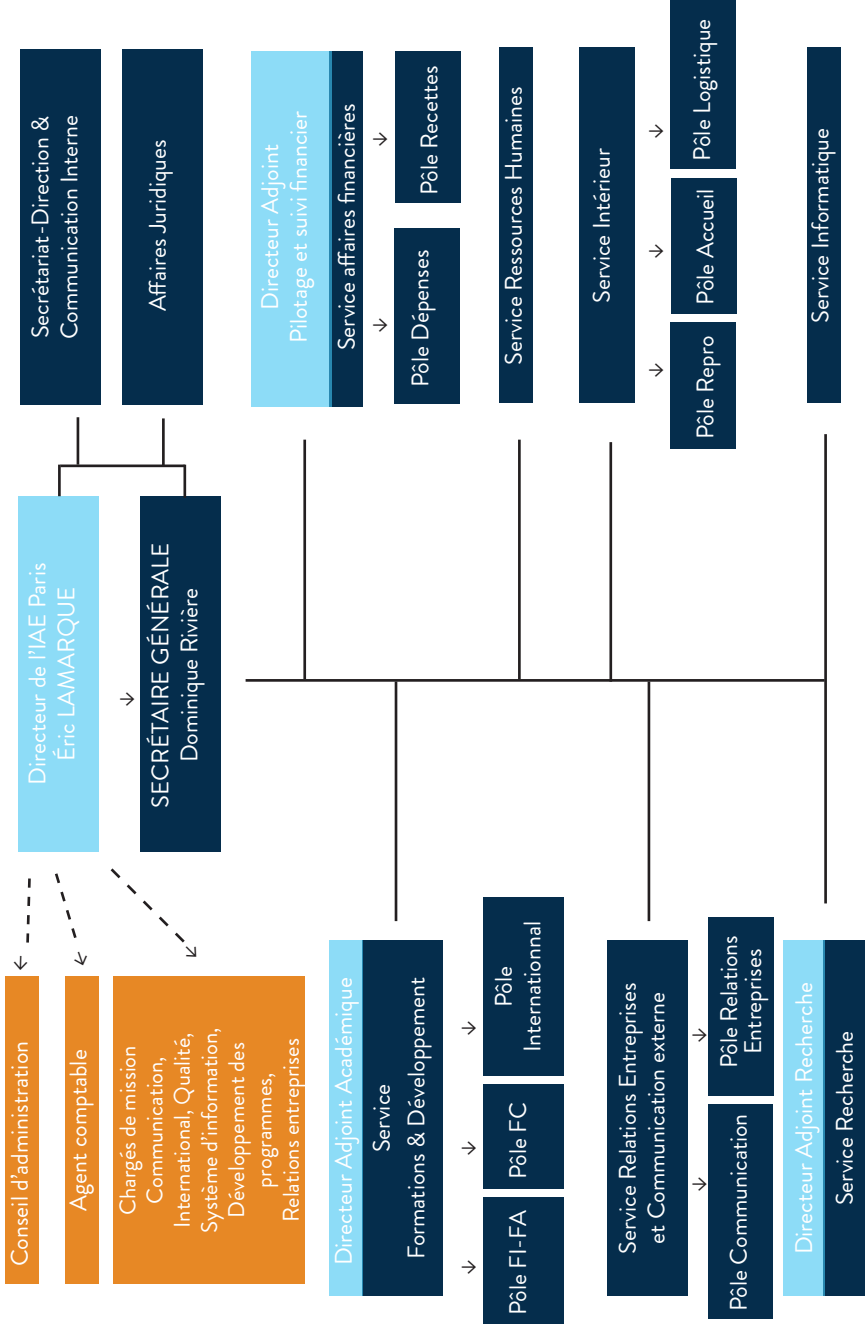 Conseil d'administration
Agent comptable
Chargés de mission
Communication,
International, Qualité,
Système d'information,
Développement des
programmes,
Relations entreprises
Directeur de l'IAE Paris
Éric LAMARQUE
SECRÉTAIRE GÉNÉRALE
Dominique Rivière
Secrétariat-Direction &
Communication Interne
Affaires Juridiques
Directeur Adjoint Académique
Service
Formations & Développement
Pôle FI-FA
Pôle FC
Pôle
Internationnal
Service Relations Entreprises
et Communication externe
Pôle Communication
Pôle Relations
Entreprises
Directeur Adjoint Recherche
Service Recherche
Directeur Adjoint
Pilotage et suivi financier
Service affaires financières
Pôle Dépenses
Pôle Recettes
Service Ressources Humaines
Service Intérieur
Pôle Repro
Pôle Accueil
Pôle Logistique
Service Informatique